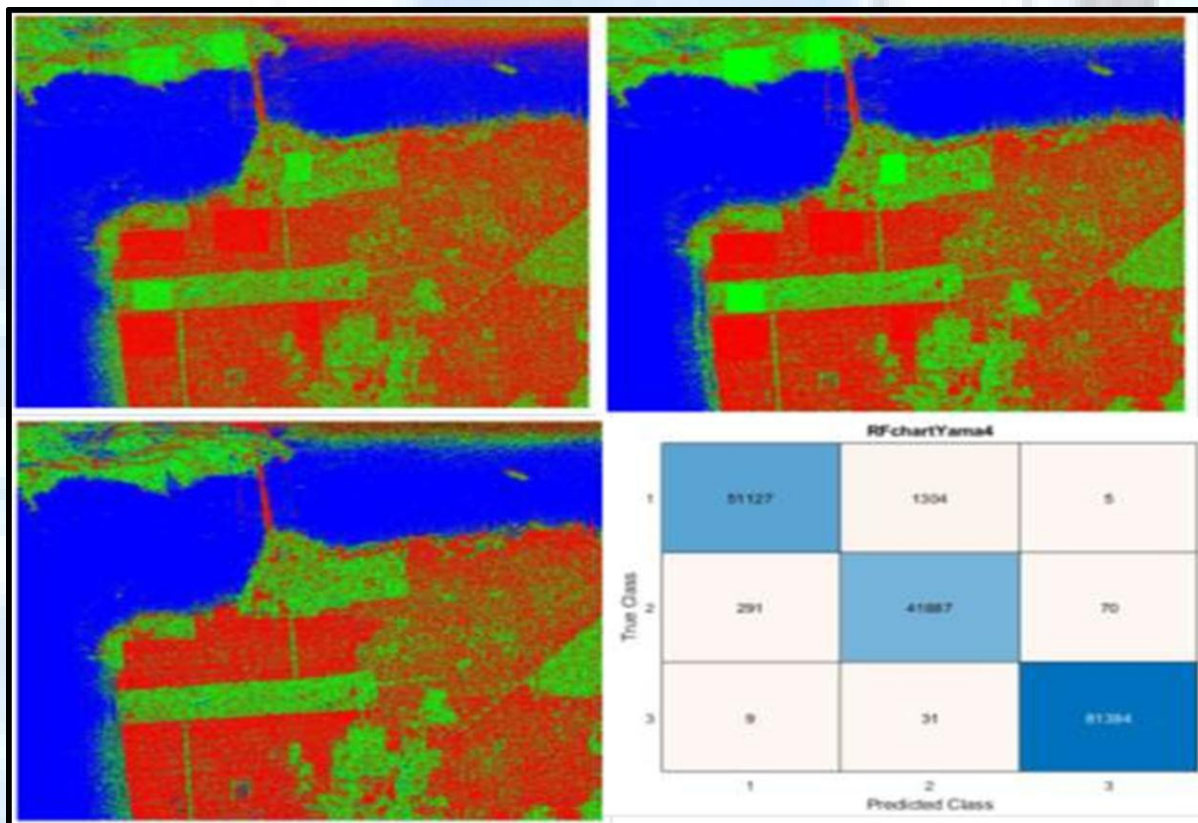 RFchartYama4
1 51127 1304 5
2 291 41887 70
3 9 31 81384
1 2 3
True Class
Predicted Class